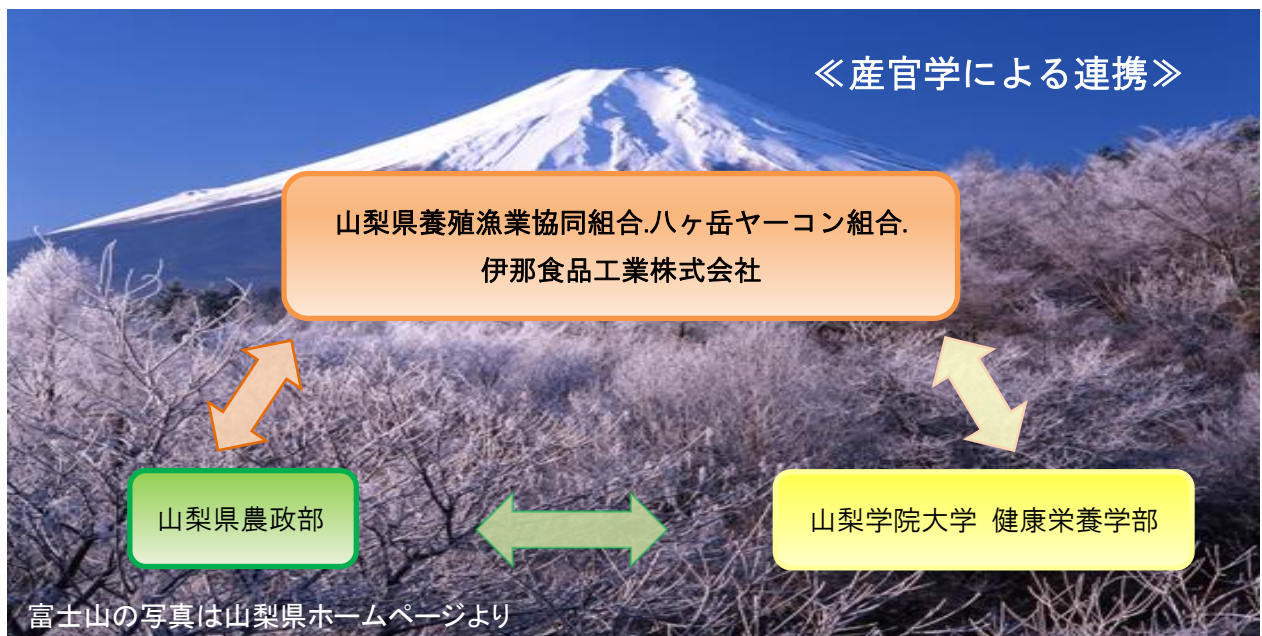 ≪産官学による連携≫
山梨県養殖漁業協同組合.八ヶ岳ヤーコン組合.
伊那食品工業株式会社
山梨県農政部
山梨学院大学 健康栄養学部
富士山の写真は山梨県ホームページより